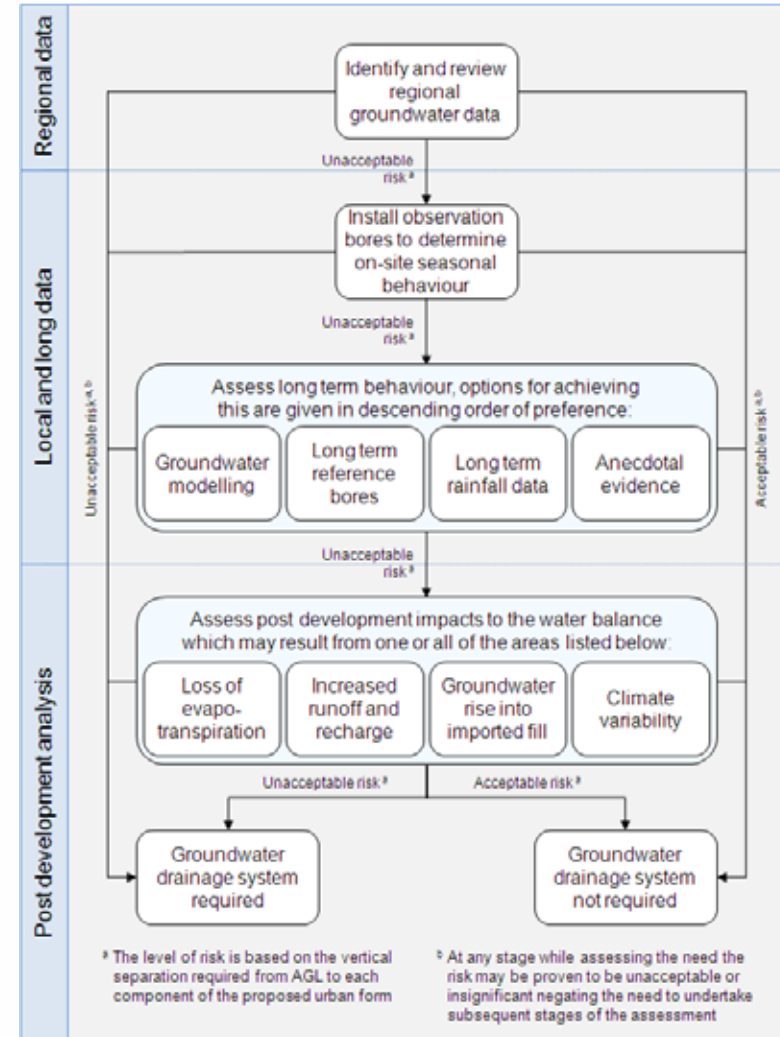 Regional data
Identify and review
regional
groundwater data
Unacceptable
risk ᵃ
Local and long data
Install observation
bores to determine
on-site seasonal
behaviour
Unacceptable
risk ᵃ
Unacceptable risk ᵃ,ᵇ
Acceptable risk ᵃ,ᵇ
Assess long term behaviour, options for achieving
this are given in descending order of preference:
Groundwater
modelling
Long term
reference
bores
Long term
rainfall data
Anecdotal
evidence
Unacceptable
risk ᵃ
Post development analysis
Assess post development impacts to the water balance
which may result from one or all of the areas listed below:
Loss of
evapo-
transpiration
Increased
runoff and
recharge
Groundwater
rise into
imported fill
Climate
variability
Unacceptable risk ᵃ
Acceptable risk ᵃ
Groundwater
drainage system
required
Groundwater
drainage system
not required
ᵃ The level of risk is based on the vertical
separation required from AGL to each
component of the proposed urban form
ᵇ At any stage while assessing the need the
risk may be proven to be unacceptable or
insignificant negating the need to undertake
subsequent stages of the assessment